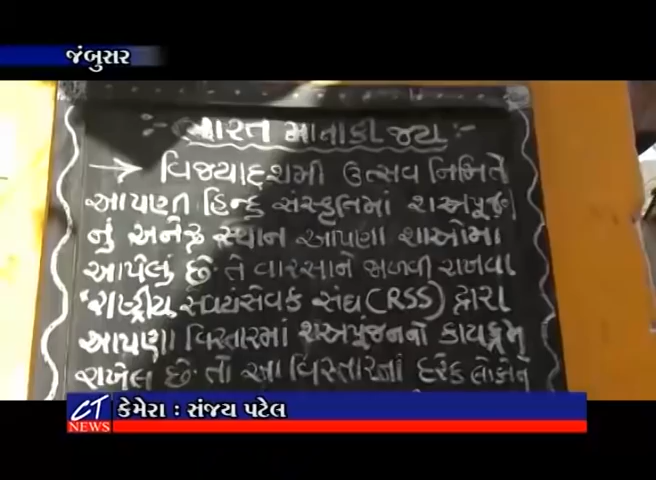 જંબુસર
-:- ભારત માતાકી જય -:-
→ વિજયાદશમી ઉત્સવ નિમિતે
આપણી હિન્દુ સંસ્કૃતિમાં શસ્ત્રપૂજા
નું અનેરૂ સ્થાન આપણા શાસ્ત્રોમાં
આપેલું છે. તે વારસાને જાળવી રાખવા
રાષ્ટ્રીય સ્વયંસેવક સંઘ (RSS) દ્વારા
આપણા વિસ્તારમાં શસ્ત્રપૂજનનો કાર્યક્રમ
રાખેલ છે. તો આ વિસ્તારનાં દરેક લોકોને
CT NEWS
કેમેરા : સંજય પટેલ